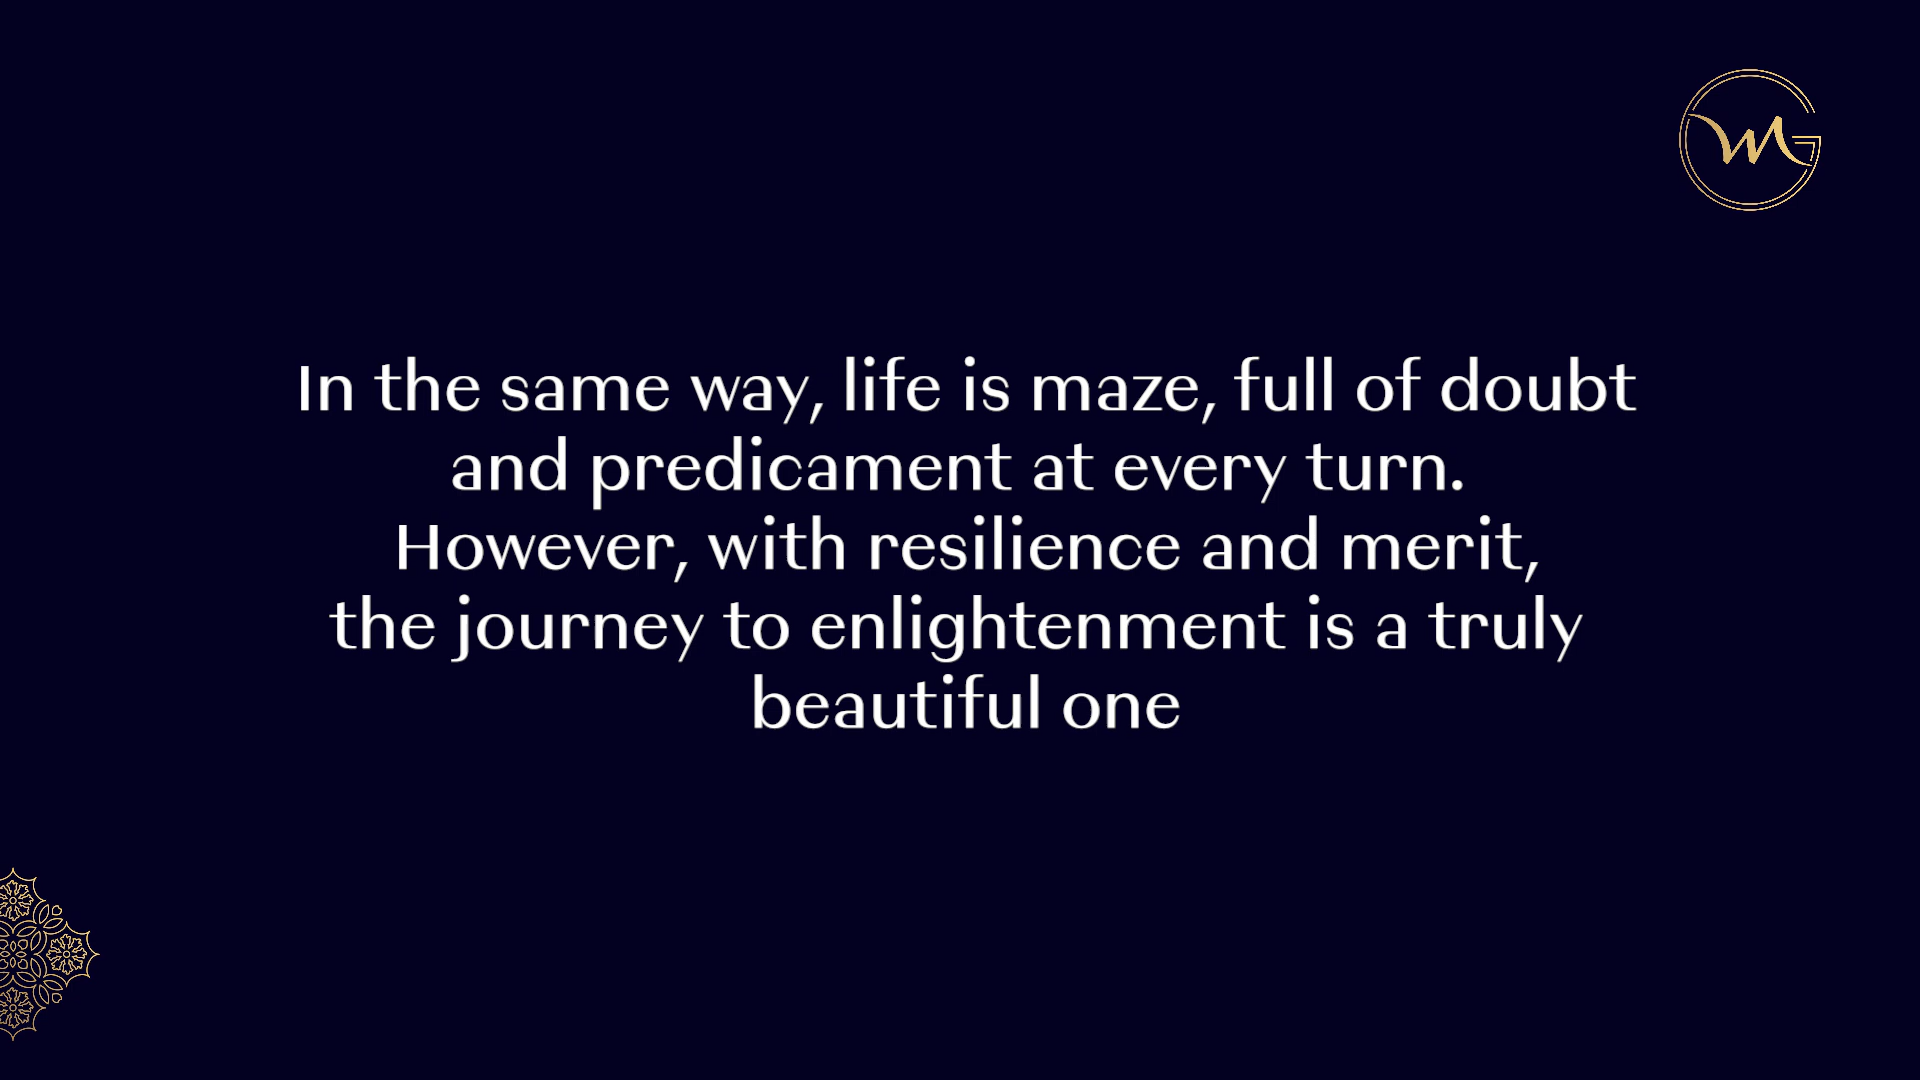 In the same way, life is maze, full of doubt
and predicament at every turn.
However, with resilience and merit,
the journey to enlightenment is a truly
beautiful one